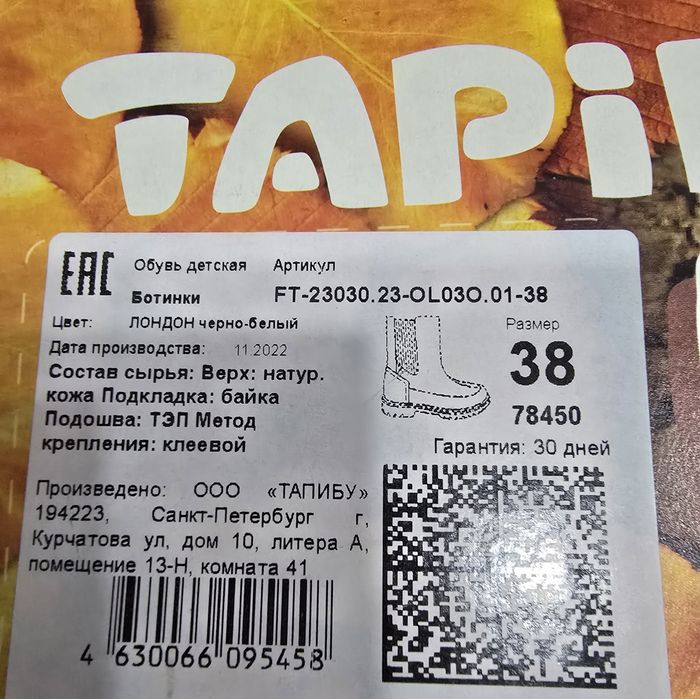 TAPi
EAC
Обувь детская Артикул
Ботинки FT-23030.23-OL03O.01-38
Цвет: ЛОНДОН черно-белый
Размер
Дата производства: 11.2022
38
Состав сырья: Верх: натур.
кожа Подкладка: байка
78450
Подошва: ТЭП Метод
крепления: клеевой
Гарантия: 30 дней
Произведено: ООО «ТАПИБУ»
194223, Санкт-Петербург г,
Курчатова ул, дом 10, литера А,
помещение 13-Н, комната 41
4 630066 095458